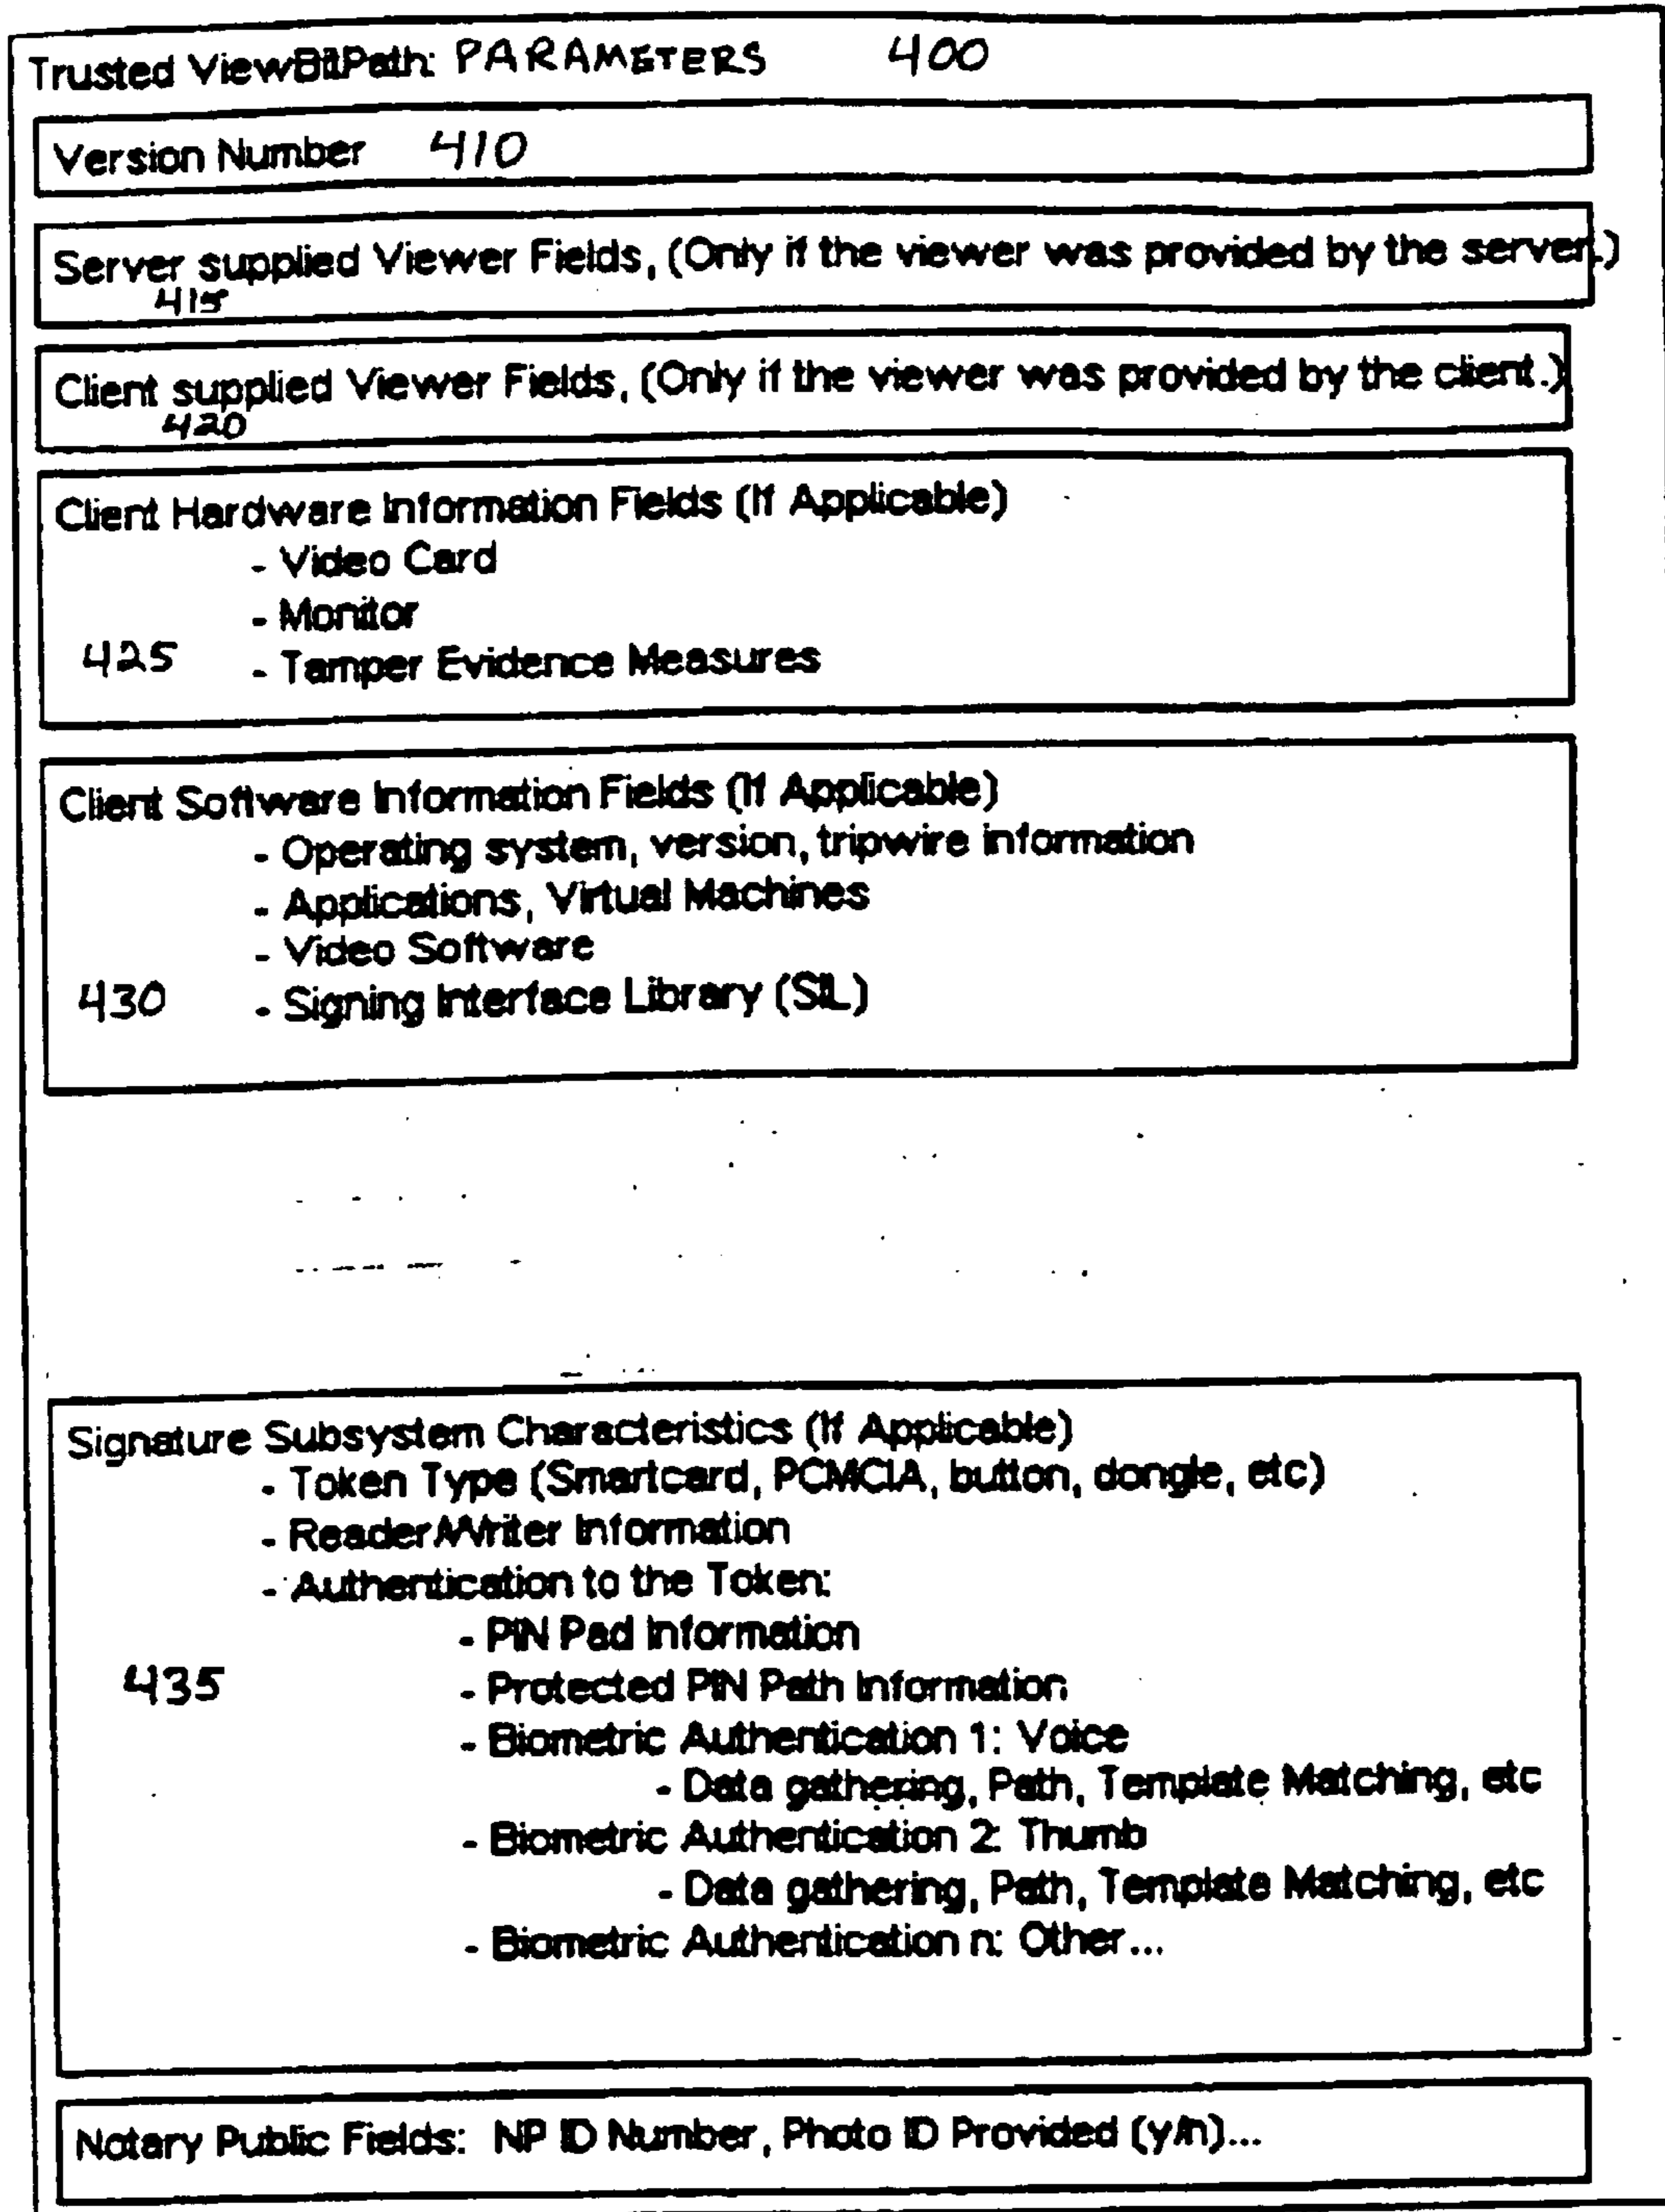 Trusted ViewBitPath: PARAMETERS 400
Version Number 410
Server supplied Viewer Fields, (Only if the viewer was provided by the server.)
415
Client supplied Viewer Fields, (Only if the viewer was provided by the client.)
420
Client Hardware Information Fields (If Applicable)
- Video Card
- Monitor
425 - Tamper Evidence Measures
Client Software Information Fields (If Applicable)
- Operating system, version, tripwire information
- Applications, Virtual Machines
- Video Software
430 - Signing Interface Library (SIL)
Signature Subsystem Characteristics (If Applicable)
- Token Type (Smartcard, PCMCIA, button, dongle, etc)
- Reader/Writer Information
- Authentication to the Token:
- PIN Pad Information
435 - Protected PIN Path Information
- Biometric Authentication 1: Voice
- Data gathering, Path, Template Matching, etc
- Biometric Authentication 2: Thumb
- Data gathering, Path, Template Matching, etc
- Biometric Authentication n: Other...
Notary Public Fields: NP ID Number, Photo ID Provided (y/n)...